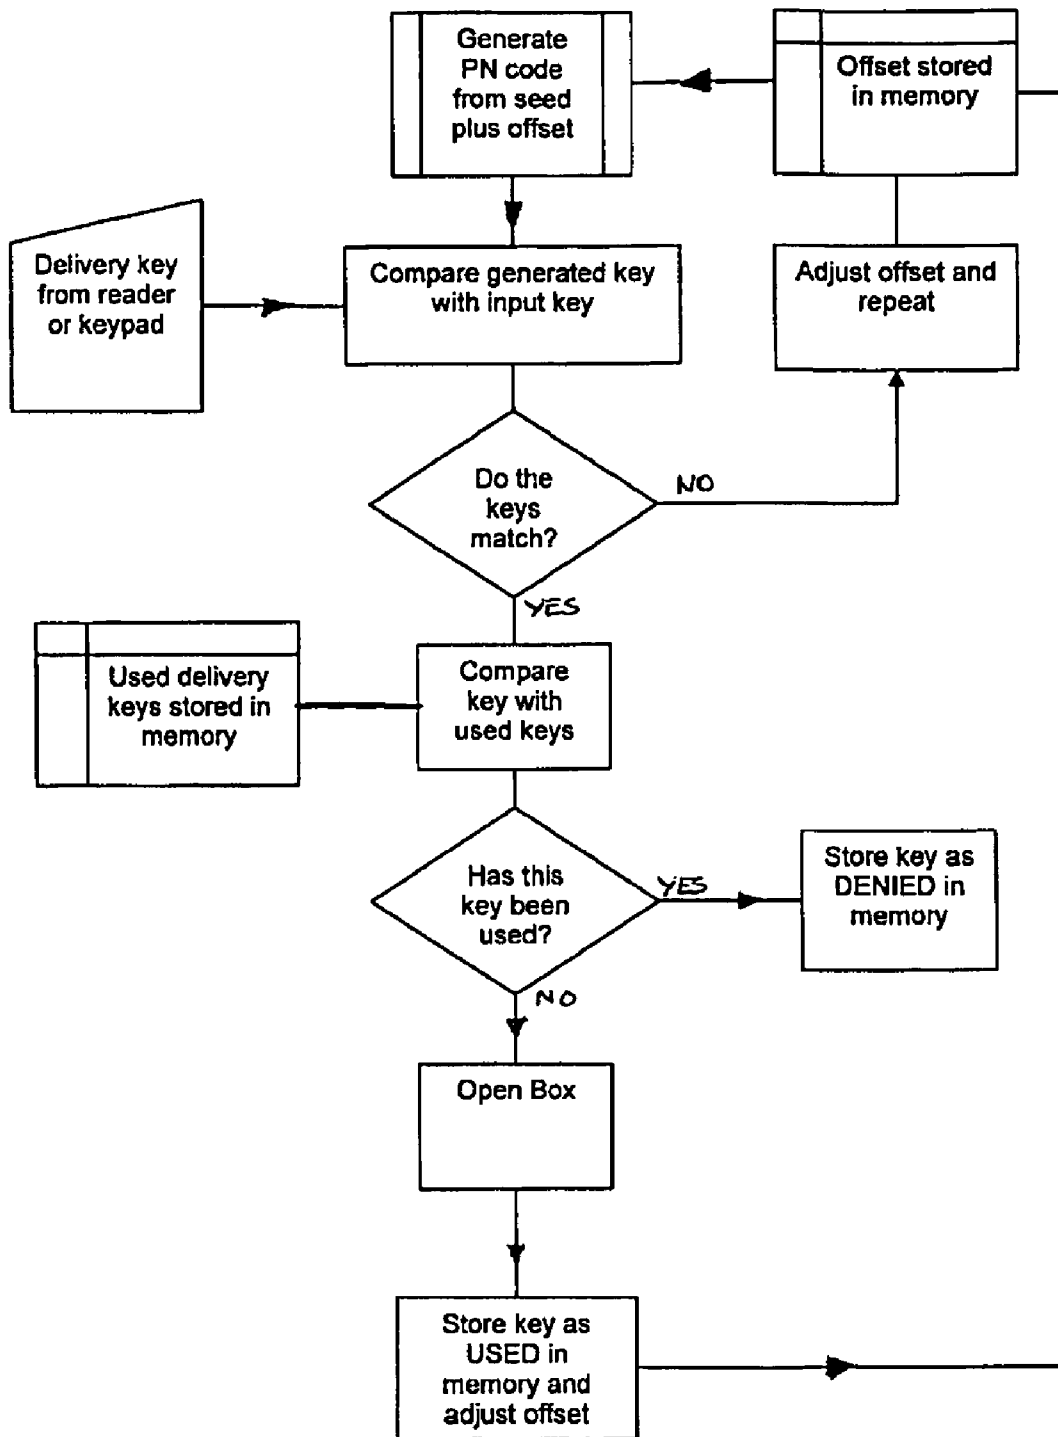 Generate
PN code
from seed
plus offset
Offset stored
in memory
Delivery key
from reader
or keypad
Compare generated key
with input key
Adjust offset and
repeat
Do the
keys
match?
NO
YES
Used delivery
keys stored in
memory
Compare
key with
used keys
Has this
key been
used?
YES
Store key as
DENIED in
memory
NO
Open Box
Store key as
USED in
memory and
adjust offset